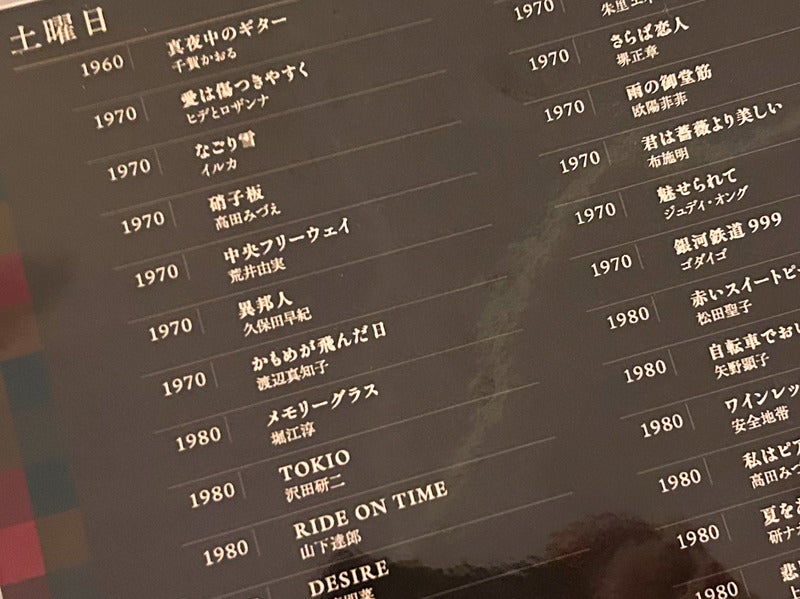 土曜日
1960 真夜中のギター
千賀かおる
1970 愛は傷つきやすく
ヒデとロザンナ
1970 なごり雪
イルカ
1970 硝子坂
高田みづえ
1970 中央フリーウェイ
荒井由実
1970 異邦人
久保田早紀
1970 かもめが飛んだ日
渡辺真知子
1980 メモリーグラス
堀江淳
1980 TOKIO
沢田研二
1980 RIDE ON TIME
山下達郎
DESIRE
1970
1970 さらば恋人
堺正章
1970 雨の御堂筋
欧陽菲菲
1970 君は薔薇より美しい
布施明
1970 魅せられて
ジュディ・オング
1970 銀河鉄道999
ゴダイゴ
1980 赤いスイートピ
松田聖子
1980 自転車でおい
矢野顕子
1980 ワインレッ
安全地帯
1980 私はピア
高田みづ
1980 夏をあ
研ナオ
1980 悲